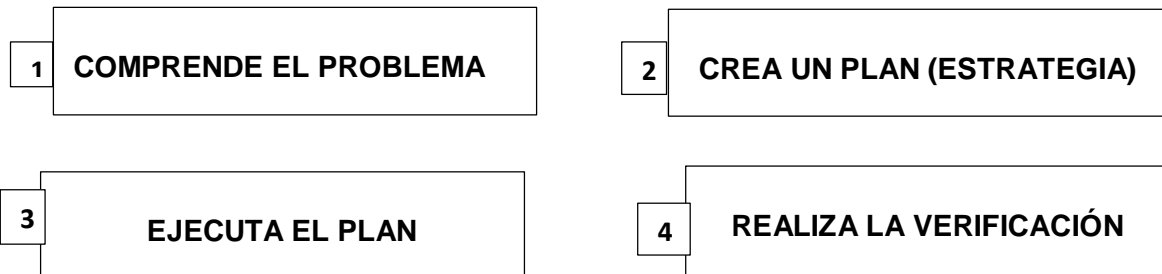 1 COMPRENDE EL PROBLEMA
2 CREA UN PLAN (ESTRATEGIA)
3 EJECUTA EL PLAN
4 REALIZA LA VERIFICACIÓN